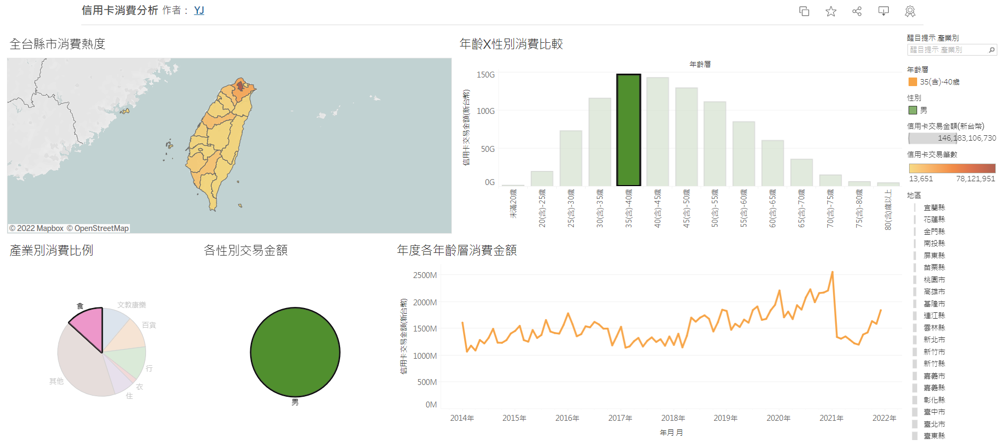 信用卡消費分析 作者： YJ
全台縣市消費熱度
© 2022 Mapbox © OpenStreetMap
年齡X性別消費比較
年齡層
信用卡交易金額(新台幣)
150G
100G
50G
0G
未滿20歲
20(含)-25歲
25(含)-30歲
30(含)-35歲
35(含)-40歲
40(含)-45歲
45(含)-50歲
50(含)-55歲
55(含)-60歲
60(含)-65歲
65(含)-70歲
70(含)-75歲
75(含)-80歲
80(含)歲以上
醒目提示 產業別
醒目提示 產業別
年齡層
35(含)-40歲
性別
男
信用卡交易金額(新台幣)
146,183,106,730
信用卡交易筆數
13,651 78,121,951
地區
宜蘭縣
花蓮縣
金門縣
南投縣
屏東縣
苗栗縣
桃園市
高雄市
基隆市
連江縣
雲林縣
新北市
新竹市
新竹縣
嘉義市
嘉義縣
彰化縣
臺中市
臺北市
臺東縣
產業別消費比例
食
文教康樂
百貨
行
衣
住
其他
各性別交易金額
男
年度各年齡層消費金額
信用卡交易金額(新台幣)
2500M
2000M
1500M
1000M
500M
0M
2014年 2015年 2016年 2017年 2018年 2019年 2020年 2021年 2022年
年月 月